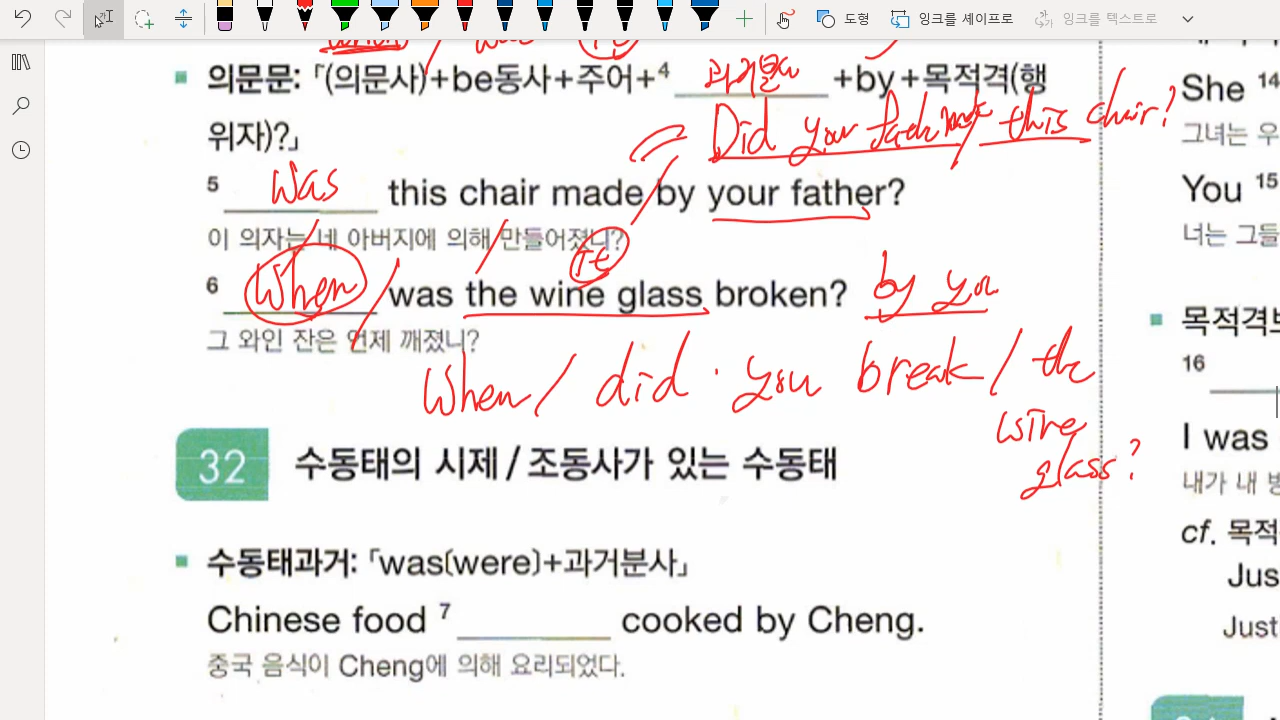 도형
잉크를 셰이프로
잉크를 텍스트로
의문문: 「(의문사)+be동사+주어+4 과거분사 +by+목적격(행
위자)?」
Did your father make this chair?
5 Was this chair made by your father?
이 의자는 네 아버지에 의해 만들어졌니?
6 When was the wine glass broken? by you
그 와인 잔은 언제 깨졌니?
When / did you break / the
wine
glass?
32 수동태의 시제 / 조동사가 있는 수동태
수동태과거: 「was(were)+과거분사」
Chinese food 7 cooked by Cheng.
중국 음식이 Cheng에 의해 요리되었다.
She 14
그녀는 우
You 15
너는 그들
목적격보
16
I was
내가 내 방
cf. 목적
Jus
Just